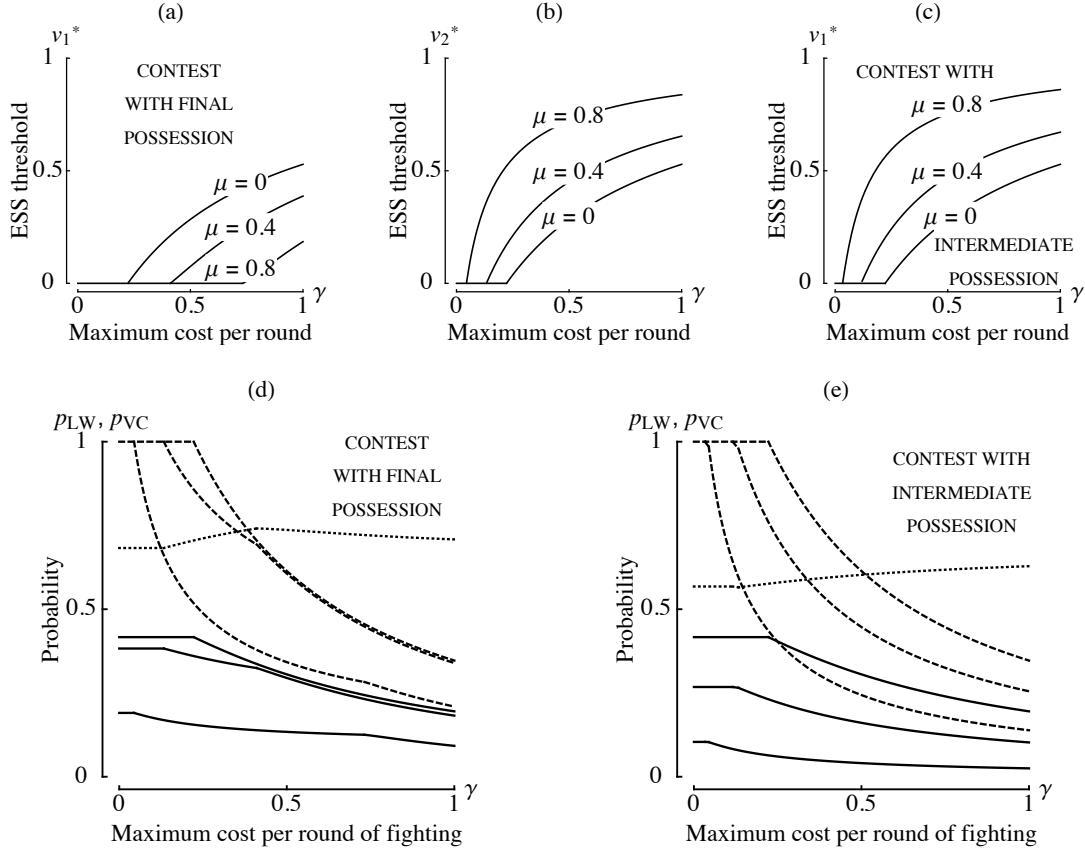 (a)
v₁*
1
CONTEST
WITH FINAL
POSSESSION
ESS threshold
0.5
μ = 0
μ = 0.4
μ = 0.8
0
0 0.5 1 γ
Maximum cost per round
(b)
v₂*
1
μ = 0.8
ESS threshold
0.5
μ = 0.4
μ = 0
0
0 0.5 1 γ
Maximum cost per round
(c)
v₁*
1
CONTEST WITH
μ = 0.8
ESS threshold
0.5
μ = 0.4
μ = 0
INTERMEDIATE
POSSESSION
0
0 0.5 1 γ
Maximum cost per round
(d)
p_LW, p_VC
1
CONTEST
WITH FINAL
POSSESSION
Probability
0.5
0
0 0.5 1 γ
Maximum cost per round of fighting
(e)
p_LW, p_VC
1
CONTEST WITH
INTERMEDIATE
POSSESSION
Probability
0.5
0
0 0.5 1 γ
Maximum cost per round of fighting